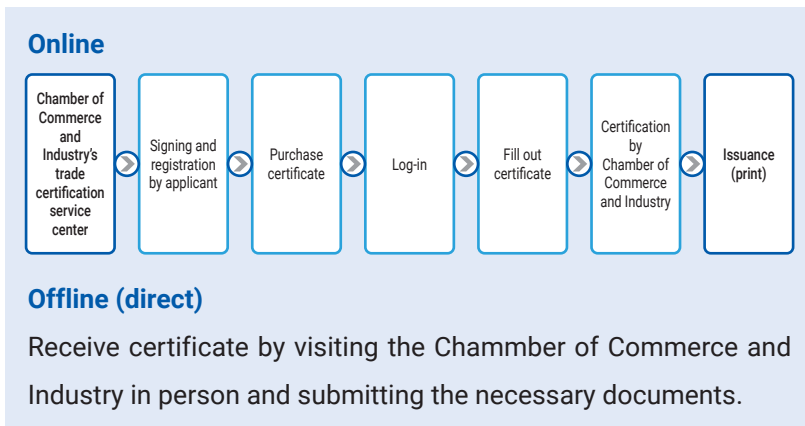 Online
Chamber of
Commerce
and
Industry's
trade
certification
service
center
Signing and
registration
by applicant
Purchase
certificate
Log-in
Fill out
certificate
Certification
by
Chamber of
Commerce
and Industry
Issuance
(print)
Offline (direct)
Receive certificate by visiting the Chammber of Commerce and
Industry in person and submitting the necessary documents.